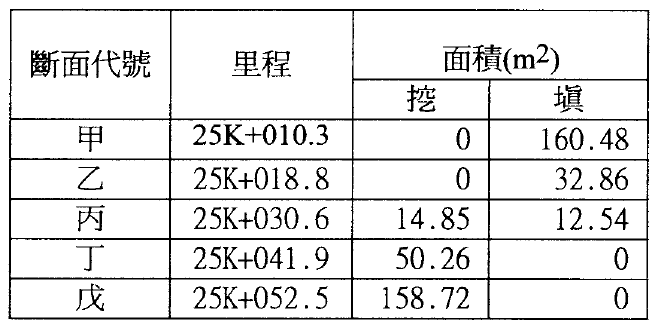 斷面代號 里程 面積(m2)
挖 填
甲 25K+010.3 0 160.48
乙 25K+018.8 0 32.86
丙 25K+030.6 14.85 12.54
丁 25K+041.9 50.26 0
戊 25K+052.5 158.72 0